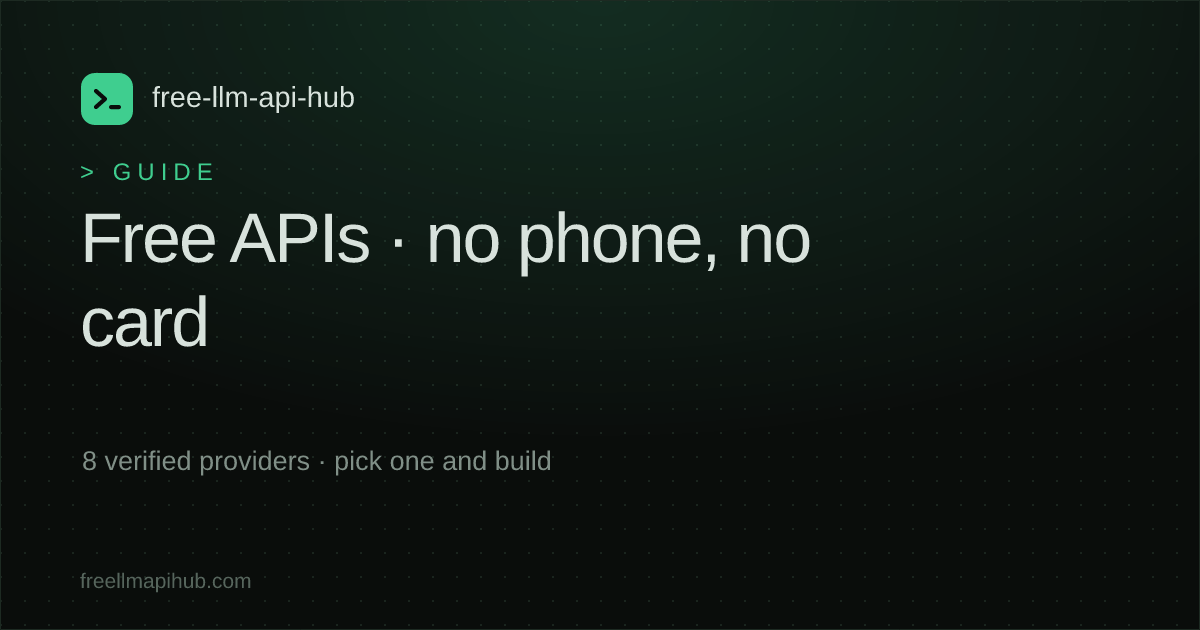 free-llm-api-hub
> GUIDE
Free APIs · no phone, no
card
8 verified providers · pick one and build
freellmapihub.com